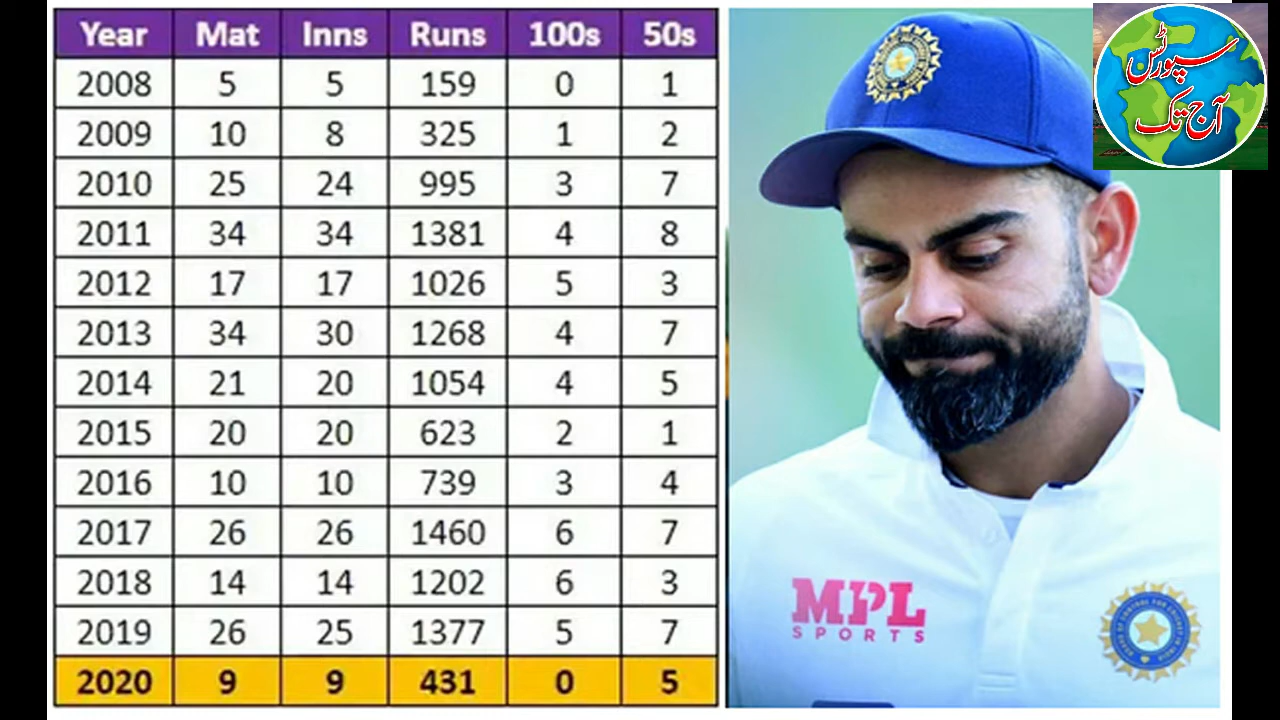 Year Mat Inns Runs 100s 50s
2008 5 5 159 0 1
2009 10 8 325 1 2
2010 25 24 995 3 7
2011 34 34 1381 4 8
2012 17 17 1026 5 3
2013 34 30 1268 4 7
2014 21 20 1054 4 5
2015 20 20 623 2 1
2016 10 10 739 3 4
2017 26 26 1460 6 7
2018 14 14 1202 6 3
2019 26 25 1377 5 7
2020 9 9 431 0 5
سپورٹس
آج تک
MPL
SPORTS